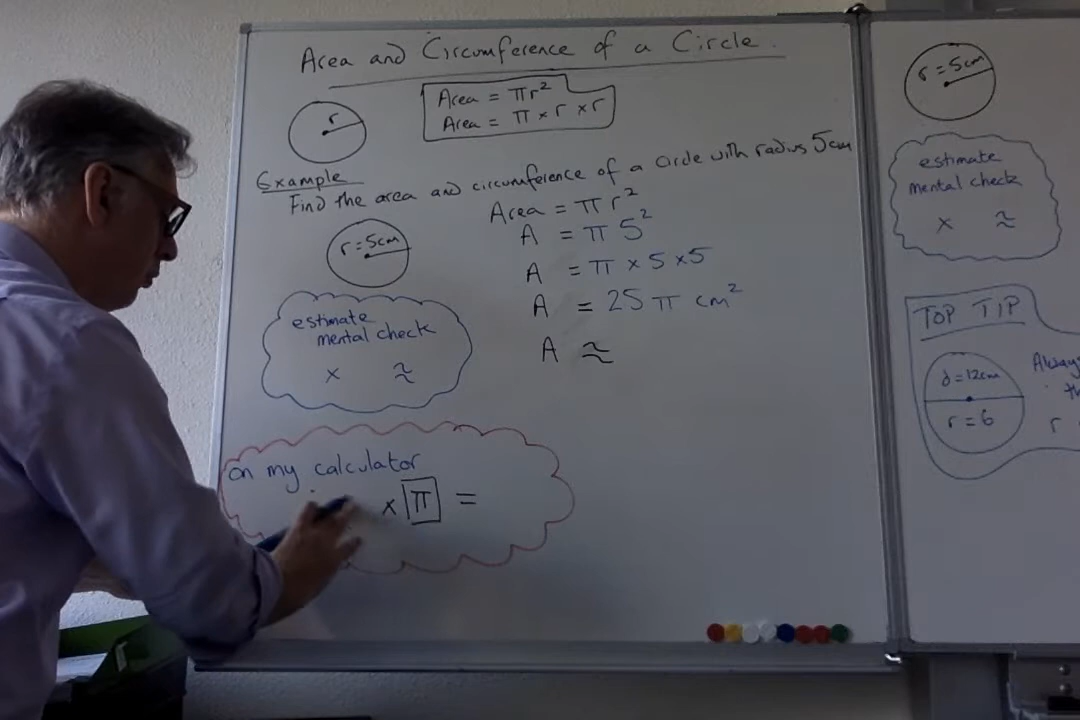 Area and Circumference of a Circle.
r
Area = πr²
Area = π × r × r
Example
Find the area and circumference of a circle with radius 5cm
r = 5cm
Area = π r²
A = π 5²
A = π × 5 × 5
A = 25 π cm²
A ≈
estimate
mental check
× ≈
on my calculator
× π =
r = 5cm
estimate
mental check
× ≈
TOP TIP
d = 12cm
r = 6
Always
r